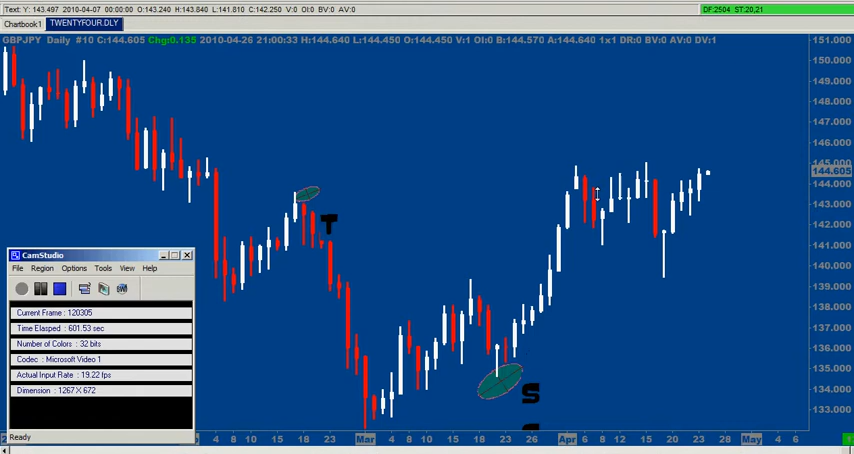 Text: Y: 143.497 2010-04-07 00:00:00 O:143.240 H:143.840 L:141.810 C:142.250 V:0 OI:0 BV:0 AV:0
DF:2504 ST:20,21
Chartbook1
TWENTYFOUR.DLY
GBPJPY Daily #10 C:144.605 Chg:0.135 2010-04-26 21:00:33 H:144.640 L:144.450 O:144.450 V:1 OI:0 B:144.570 A:144.640 1x1 DR:0 BV:0 AV:0 DV:1
151.000
150.000
149.000
148.000
147.000
146.000
145.000
144.605
144.000
143.000
142.000
141.000
140.000
139.000
138.000
137.000
136.000
135.000
134.000
133.000
T
S
CamStudio
File Region Options Tools View Help
Current Frame : 120305
Time Elasped : 601.53 sec
Number of Colors : 32 bits
Codec : Microsoft Video 1
Actual Input Rate : 19.22 fps
Dimension : 1267 X 672
Ready
4 8 10 15 18 23 Mar 4 8 10 15 18 23 26 Apr 6 8 12 15 19 23 28 May 4 6